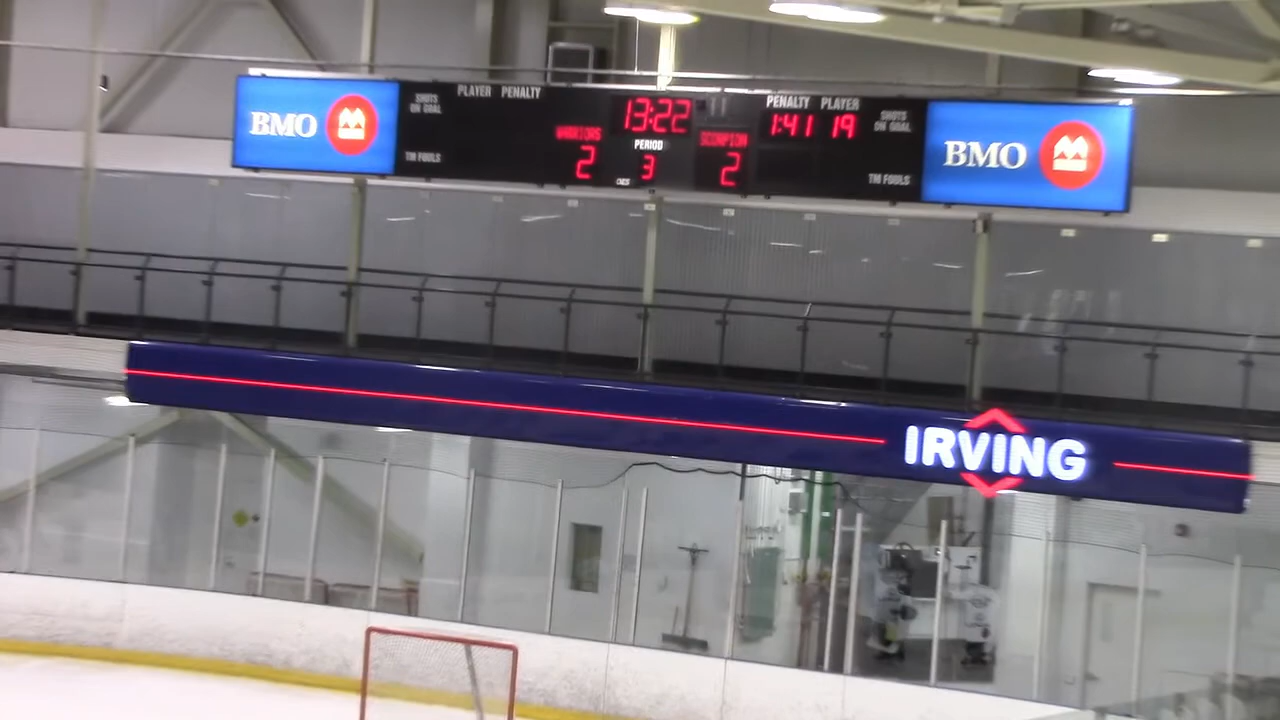 BMO
SHOTS
ON GOAL
PLAYER PENALTY
13:22
PENALTY PLAYER
1:41 19
SHOTS
ON GOAL
BMO
WARRIORS
PERIOD
SCORPION
2 3 2
TM FOULS
TM FOULS
IRVING